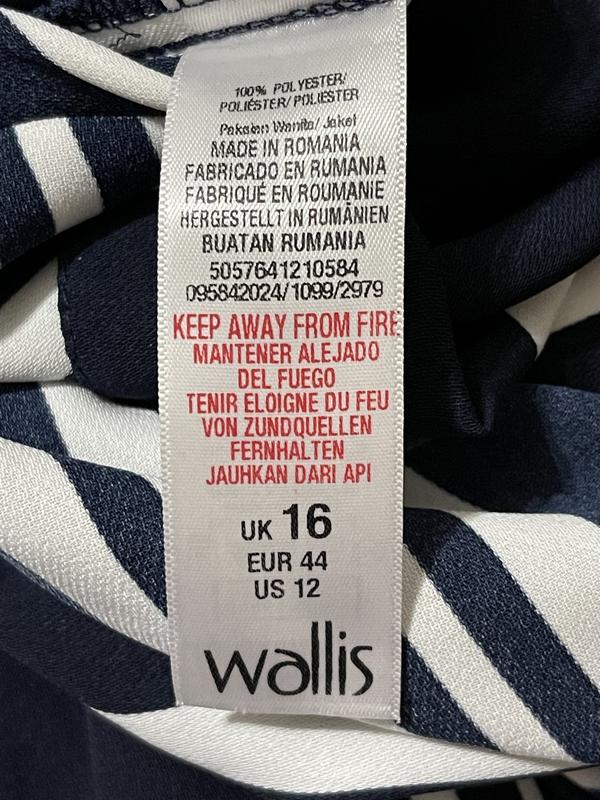 100% POLYESTER/
POLIÉSTER/POLIESTER
Pakaian Wanita/ Jaket
MADE IN ROMANIA
FABRICADO EN RUMANIA
FABRIQUÉ EN ROUMANIE
HERGESTELLT IN RUMÄNIEN
BUATAN RUMANIA
5057641210584
095842024/1099/2979
KEEP AWAY FROM FIRE
MANTENER ALEJADO
DEL FUEGO
TENIR ELOIGNE DU FEU
VON ZUNDQUELLEN
FERNHALTEN
JAUHKAN DARI API
UK 16
EUR 44
US 12
wallis